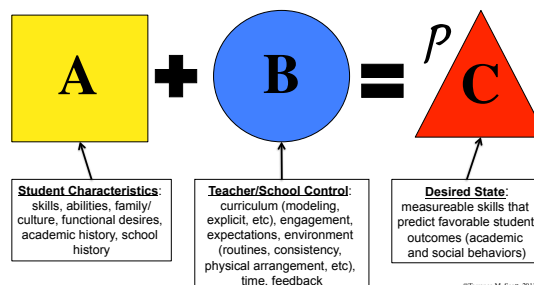 A + B = p C
Student Characteristics:
skills, abilities, family/
culture, functional desires,
academic history, school
history
Teacher/School Control:
curriculum (modeling,
explicit, etc), engagement,
expectations, environment
(routines, consistency,
physical arrangement, etc),
time, feedback
Desired State:
measureable skills that
predict favorable student
outcomes (academic
and social behaviors)